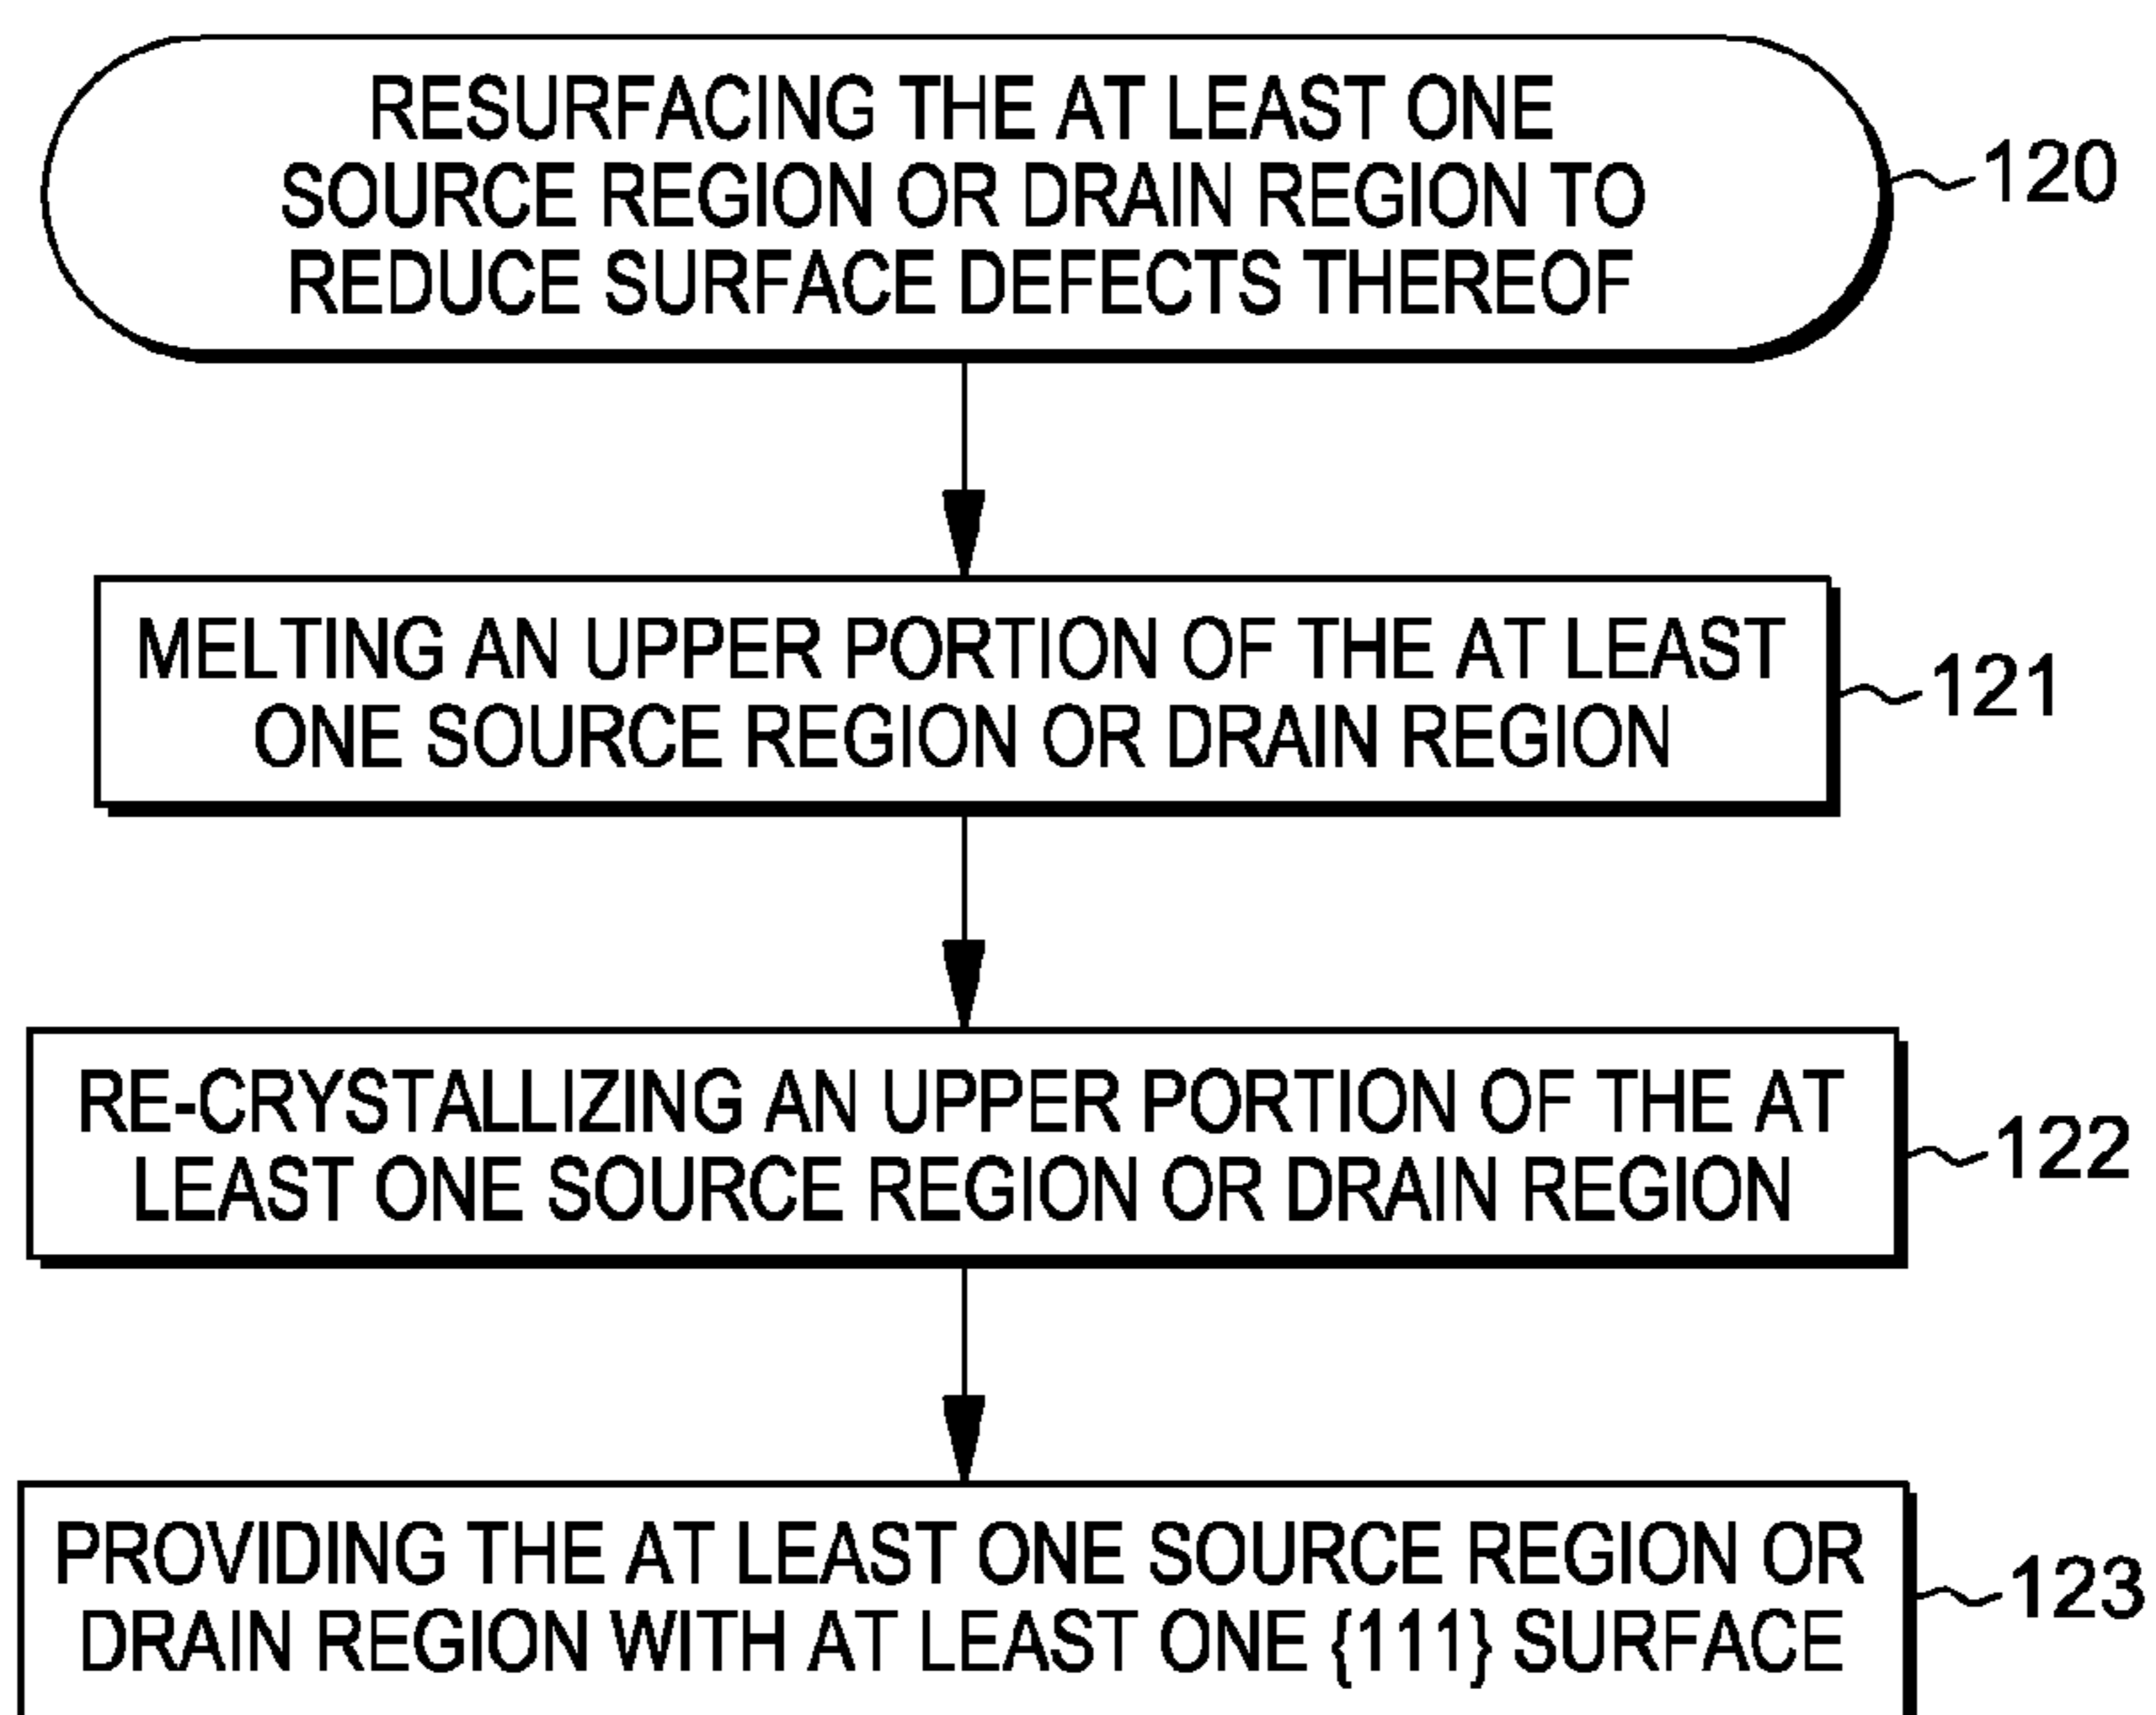 RESURFACING THE AT LEAST ONE
SOURCE REGION OR DRAIN REGION TO
REDUCE SURFACE DEFECTS THEREOF
120
MELTING AN UPPER PORTION OF THE AT LEAST
ONE SOURCE REGION OR DRAIN REGION
121
RE-CRYSTALLIZING AN UPPER PORTION OF THE AT
LEAST ONE SOURCE REGION OR DRAIN REGION
122
PROVIDING THE AT LEAST ONE SOURCE REGION OR
DRAIN REGION WITH AT LEAST ONE {111} SURFACE
123